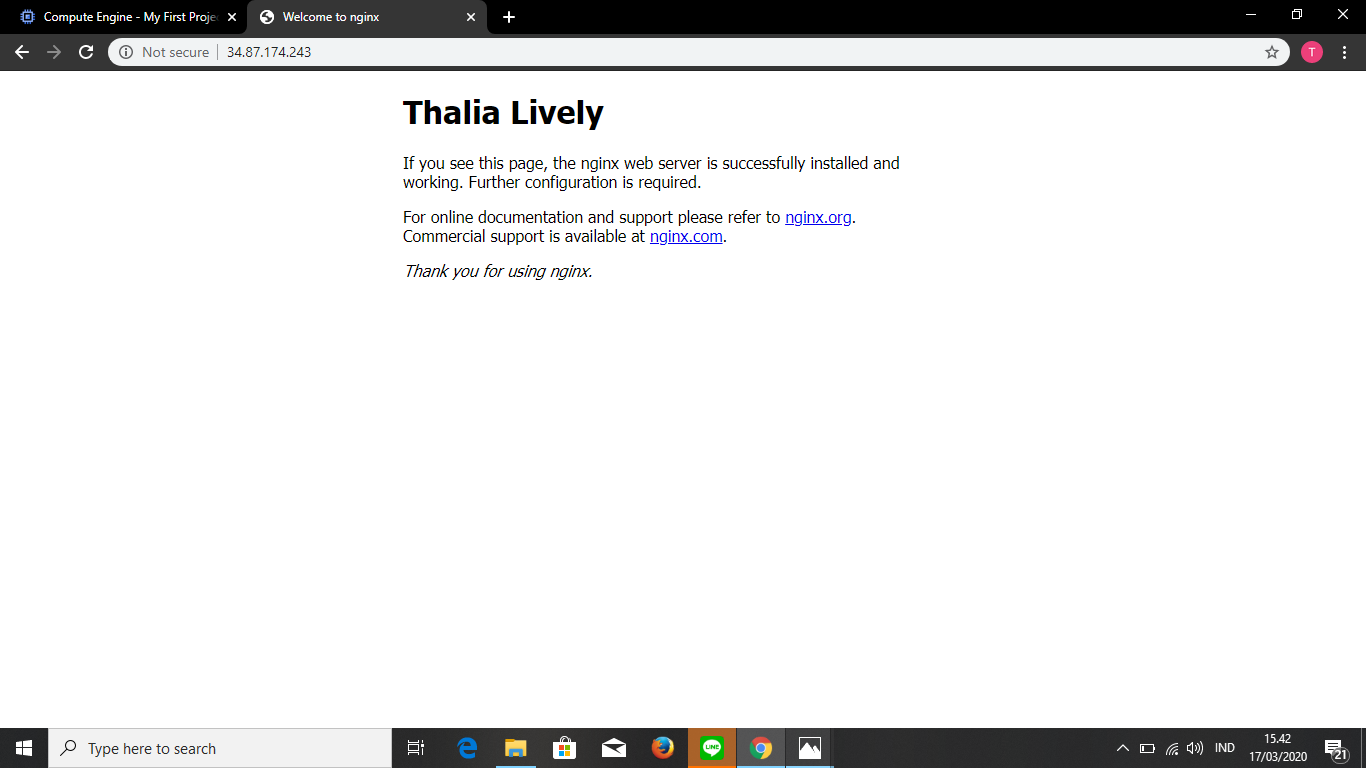 Compute Engine - My First Proje
Welcome to nginx
Not secure
34.87.174.243
T
Thalia Lively
If you see this page, the nginx web server is successfully installed and
working. Further configuration is required.
For online documentation and support please refer to nginx.org.
Commercial support is available at nginx.com.
Thank you for using nginx.
Type here to search
LINE
IND
15.42
17/03/2020
21